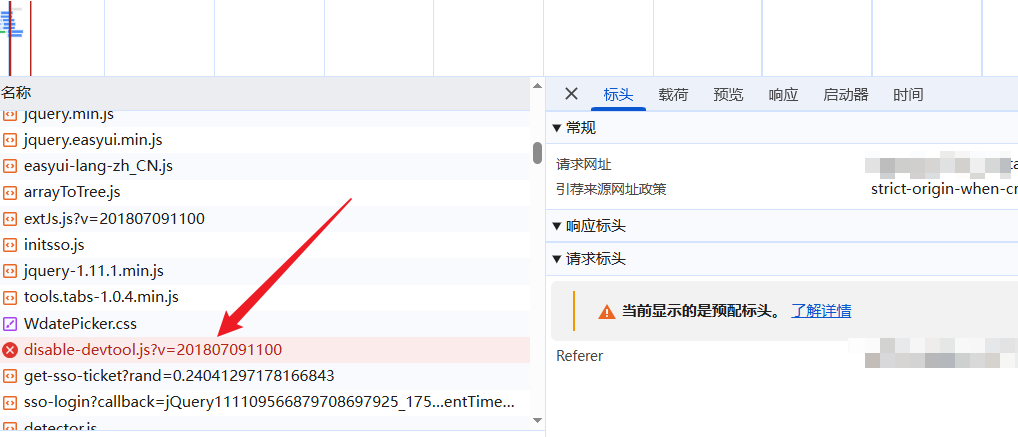 名称
jquery.min.js
jquery.easyui.min.js
easyui-lang-zh_CN.js
arrayToTree.js
extJs.js?v=201807091100
initsso.js
jquery-1.11.1.min.js
tools.tabs-1.0.4.min.js
WdatePicker.css
disable-devtool.js?v=201807091100
get-sso-ticket?rand=0.24041297178166843
sso-login?callback=jQuery111109566879708697925_175...entTime...
detector.js
标头 载荷 预览 响应 启动器 时间
常规
请求网址
引荐来源网址政策 strict-origin-when-cr
响应标头
请求标头
当前显示的是预配标头。 了解详情
Referer